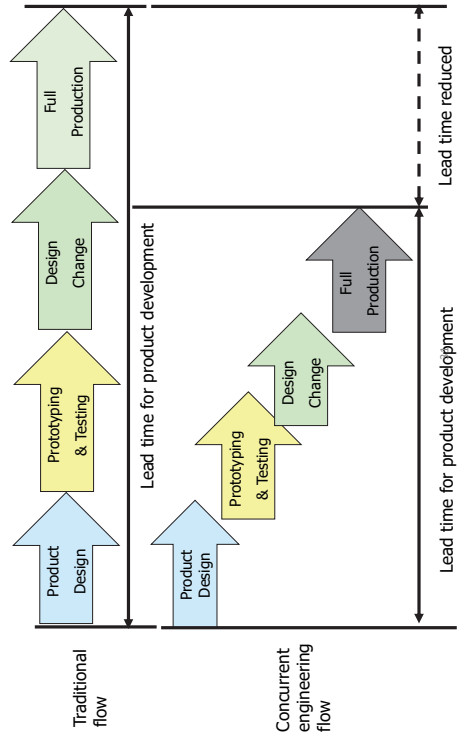 Traditional
flow
Product
Design
Prototyping
& Testing
Design
Change
Full
Production
Lead time for product development
Concurrent
engineering
flow
Product
Design
Prototyping
& Testing
Design
Change
Full
Production
Lead time for product development
Lead time reduced